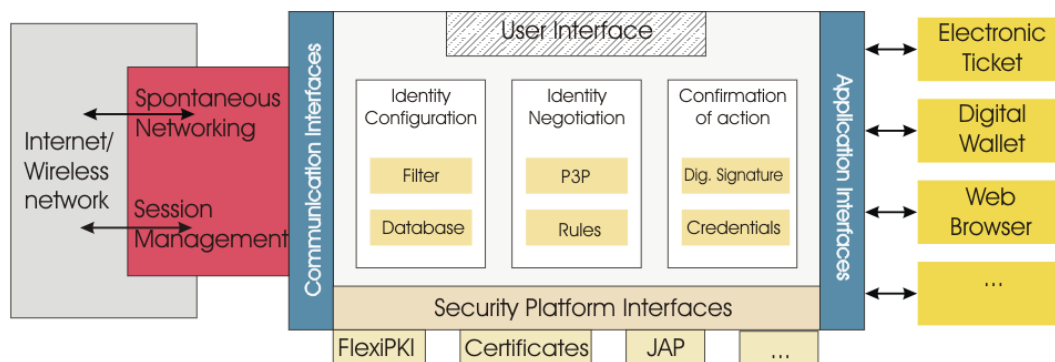 User Interface
Internet/
Wireless
network
Spontaneous
Networking
Session
Management
Communication Interfaces
Identity
Configuration
Filter
Database
Identity
Negotiation
P3P
Rules
Confirmation
of action
Dig. Signature
Credentials
Security Platform Interfaces
FlexiPKI
Certificates
JAP
...
Application Interfaces
Electronic
Ticket
Digital
Wallet
Web
Browser
...